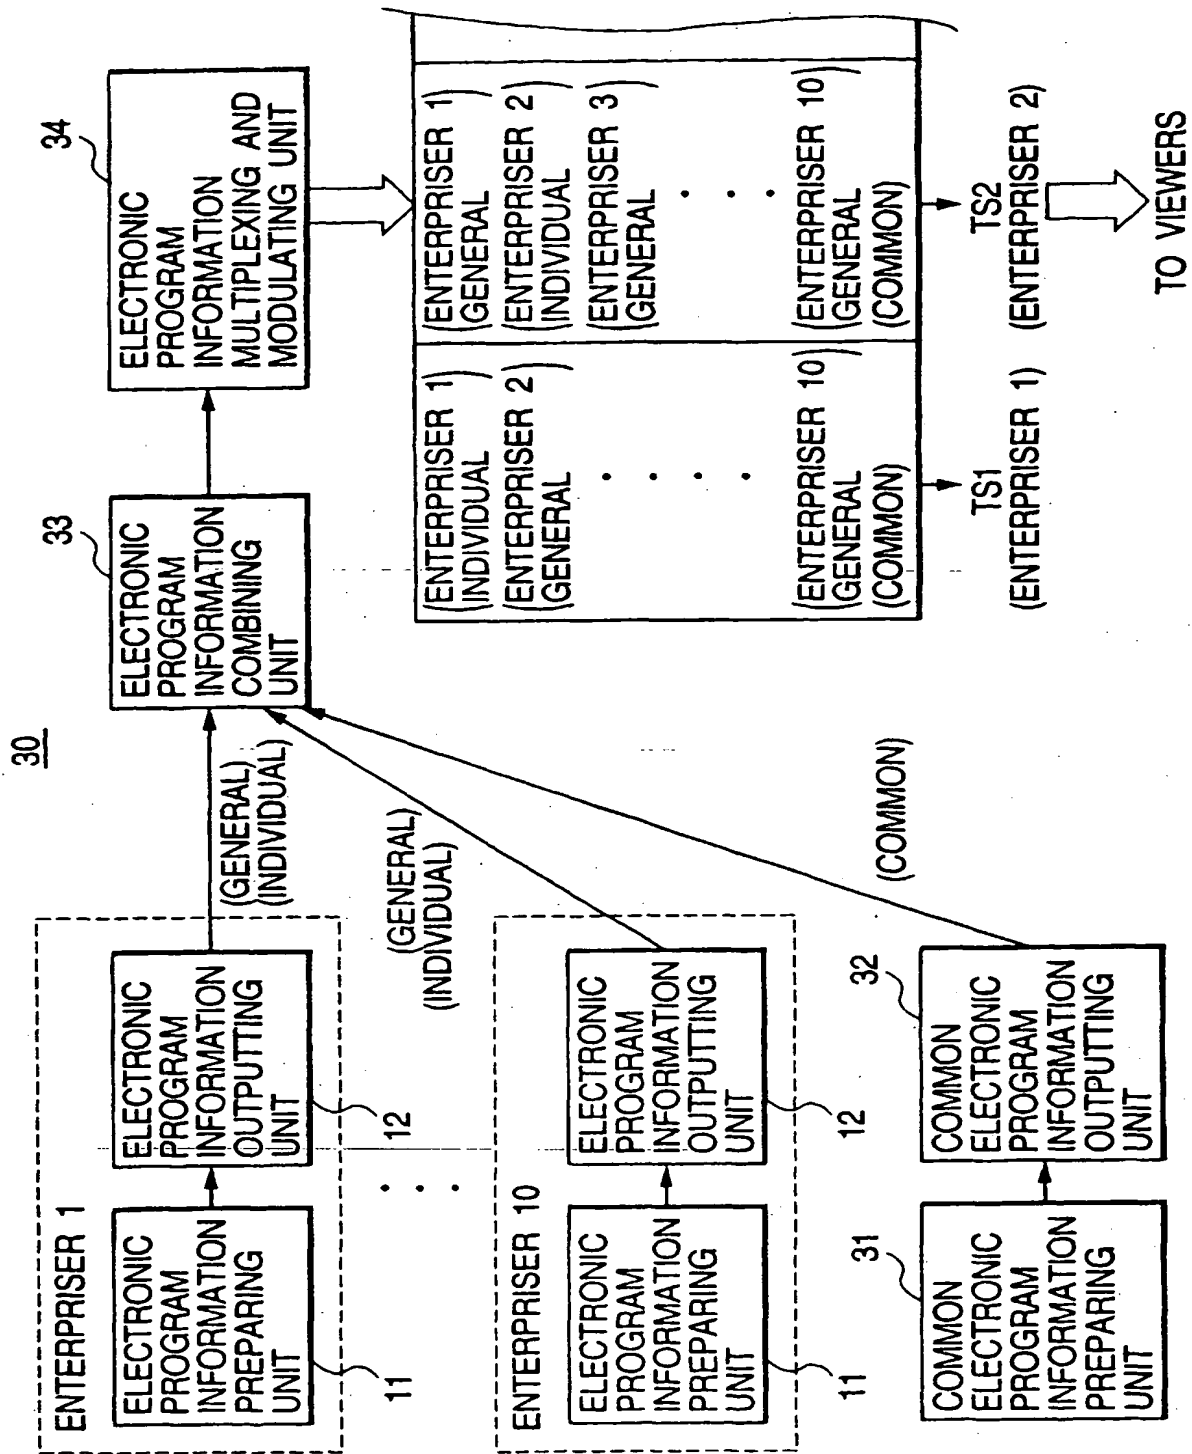 30
ENTERPRISER 1
ELECTRONIC
PROGRAM
INFORMATION
PREPARING
UNIT
11
ELECTRONIC
PROGRAM
INFORMATION
OUTPUTTING
UNIT
12
(GENERAL)
(INDIVIDUAL)
ENTERPRISER 10
ELECTRONIC
PROGRAM
INFORMATION
PREPARING
UNIT
11
ELECTRONIC
PROGRAM
INFORMATION
OUTPUTTING
UNIT
12
(GENERAL)
(INDIVIDUAL)
31
COMMON
ELECTRONIC
PROGRAM
INFORMATION
PREPARING
UNIT
32
COMMON
ELECTRONIC
PROGRAM
INFORMATION
OUTPUTTING
UNIT
(COMMON)
33
ELECTRONIC
PROGRAM
INFORMATION
COMBINING
UNIT
34
ELECTRONIC
PROGRAM
INFORMATION
MULTIPLEXING AND
MODULATING UNIT
(ENTERPRISER 1)
(INDIVIDUAL)
(ENTERPRISER 2)
(GENERAL)
. . . .
(ENTERPRISER 10)
(GENERAL)
(COMMON)
TS1
(ENTERPRISER 1)
(ENTERPRISER 1)
(GENERAL)
(ENTERPRISER 2)
(INDIVIDUAL)
(ENTERPRISER 3)
(GENERAL)
. . .
(ENTERPRISER 10)
(GENERAL)
(COMMON)
TS2
(ENTERPRISER 2)
TO VIEWERS